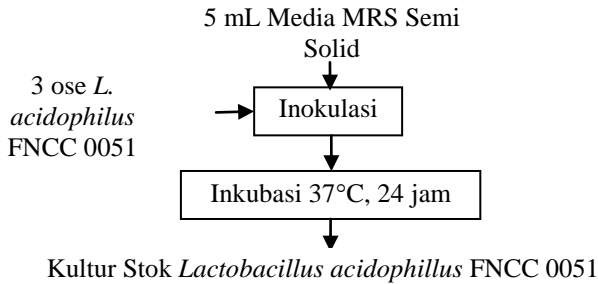 5 mL Media MRS Semi
Solid
3 ose L.
acidophilus
FNCC 0051
Inokulasi
Inkubasi 37°C, 24 jam
Kultur Stok Lactobacillus acidophillus FNCC 0051